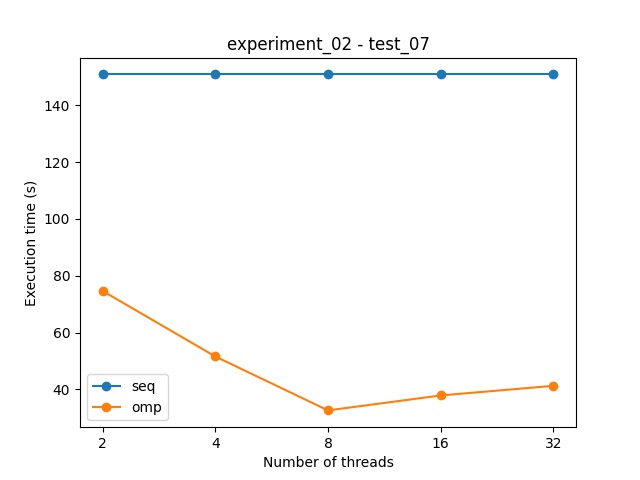 experiment_02 - test_07
Execution time (s)
140
120
100
80
60
40
seq
omp
2 4 8 16 32
Number of threads